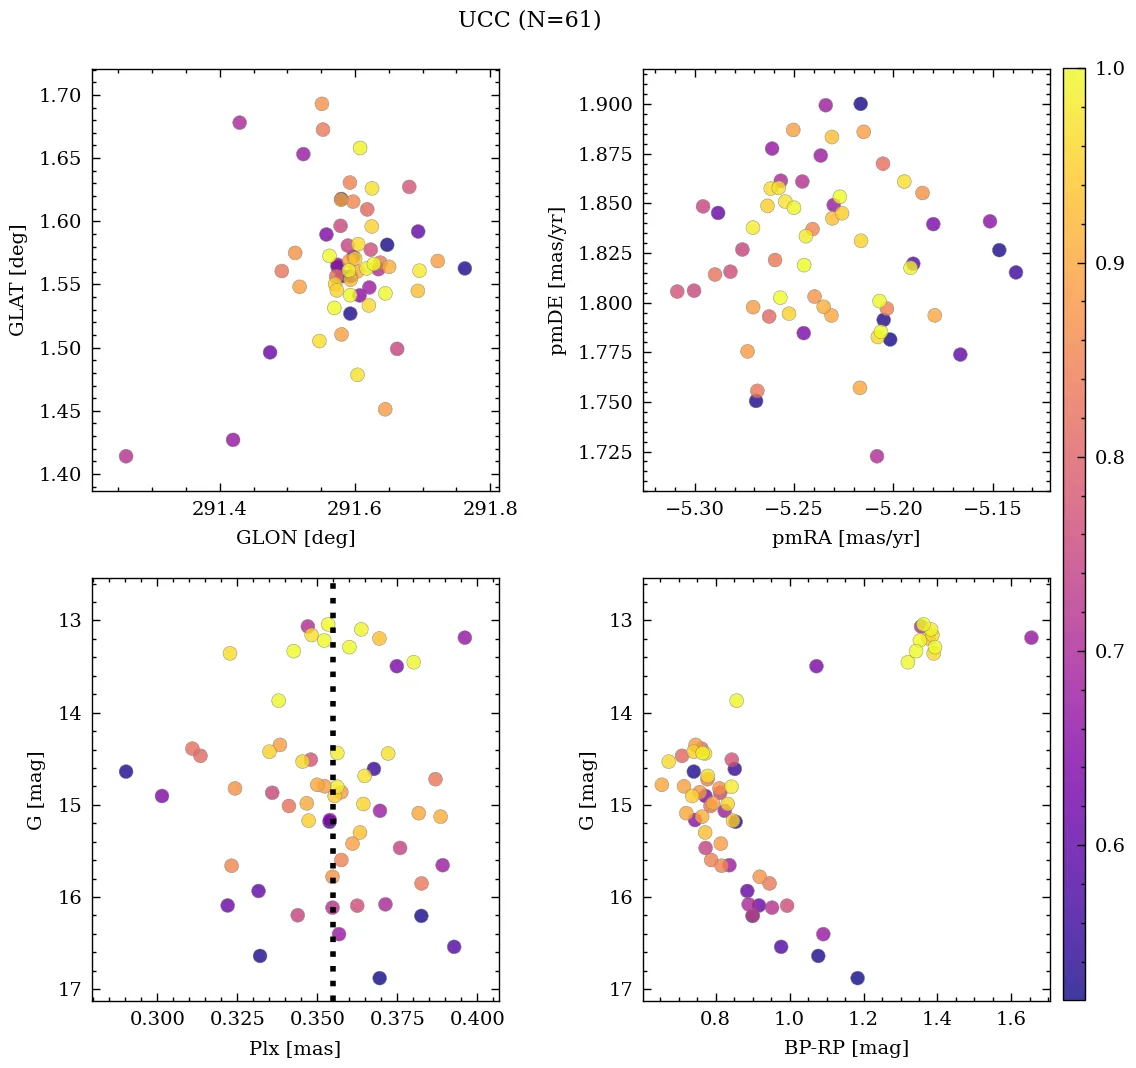 UCC (N=61)
1.70
1.65
1.60
1.55
1.50
1.45
1.40
GLAT [deg]
291.4 291.6 291.8
GLON [deg]
1.900
1.875
1.850
1.825
1.800
1.775
1.750
1.725
pmDE [mas/yr]
−5.30 −5.25 −5.20 −5.15
pmRA [mas/yr]
13
14
15
16
17
G [mag]
0.300 0.325 0.350 0.375 0.400
Plx [mas]
13
14
15
16
17
G [mag]
0.8 1.0 1.2 1.4 1.6
BP-RP [mag]
1.0
0.9
0.8
0.7
0.6